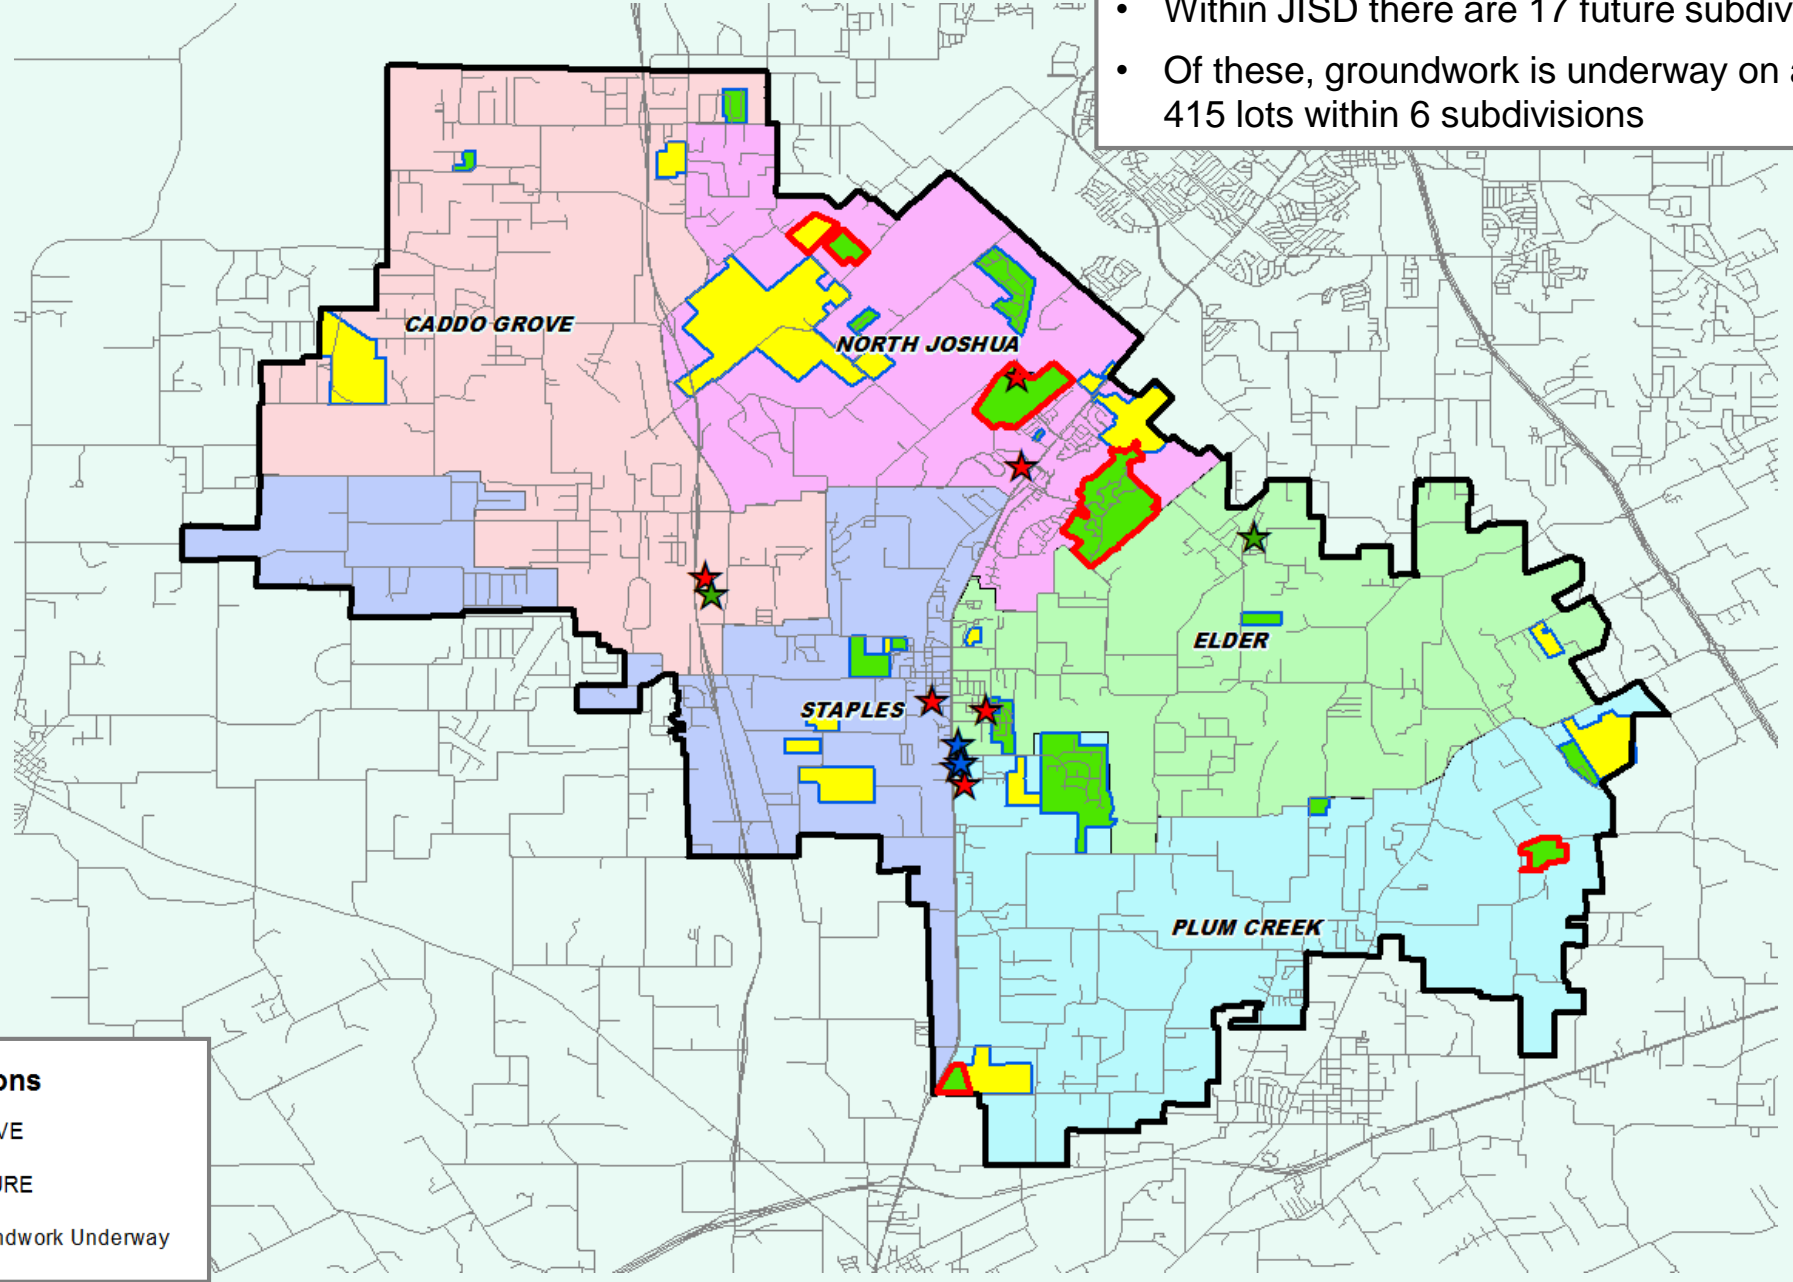 • Within JISD there are 17 future
• Of these, groundwork is underway on
415 lots within 6 subdivisions
CADDO GROVE
NORTH JOSHUA
ELDER
STAPLES
PLUM CREEK
ons
VE
URE
ndwork Underway